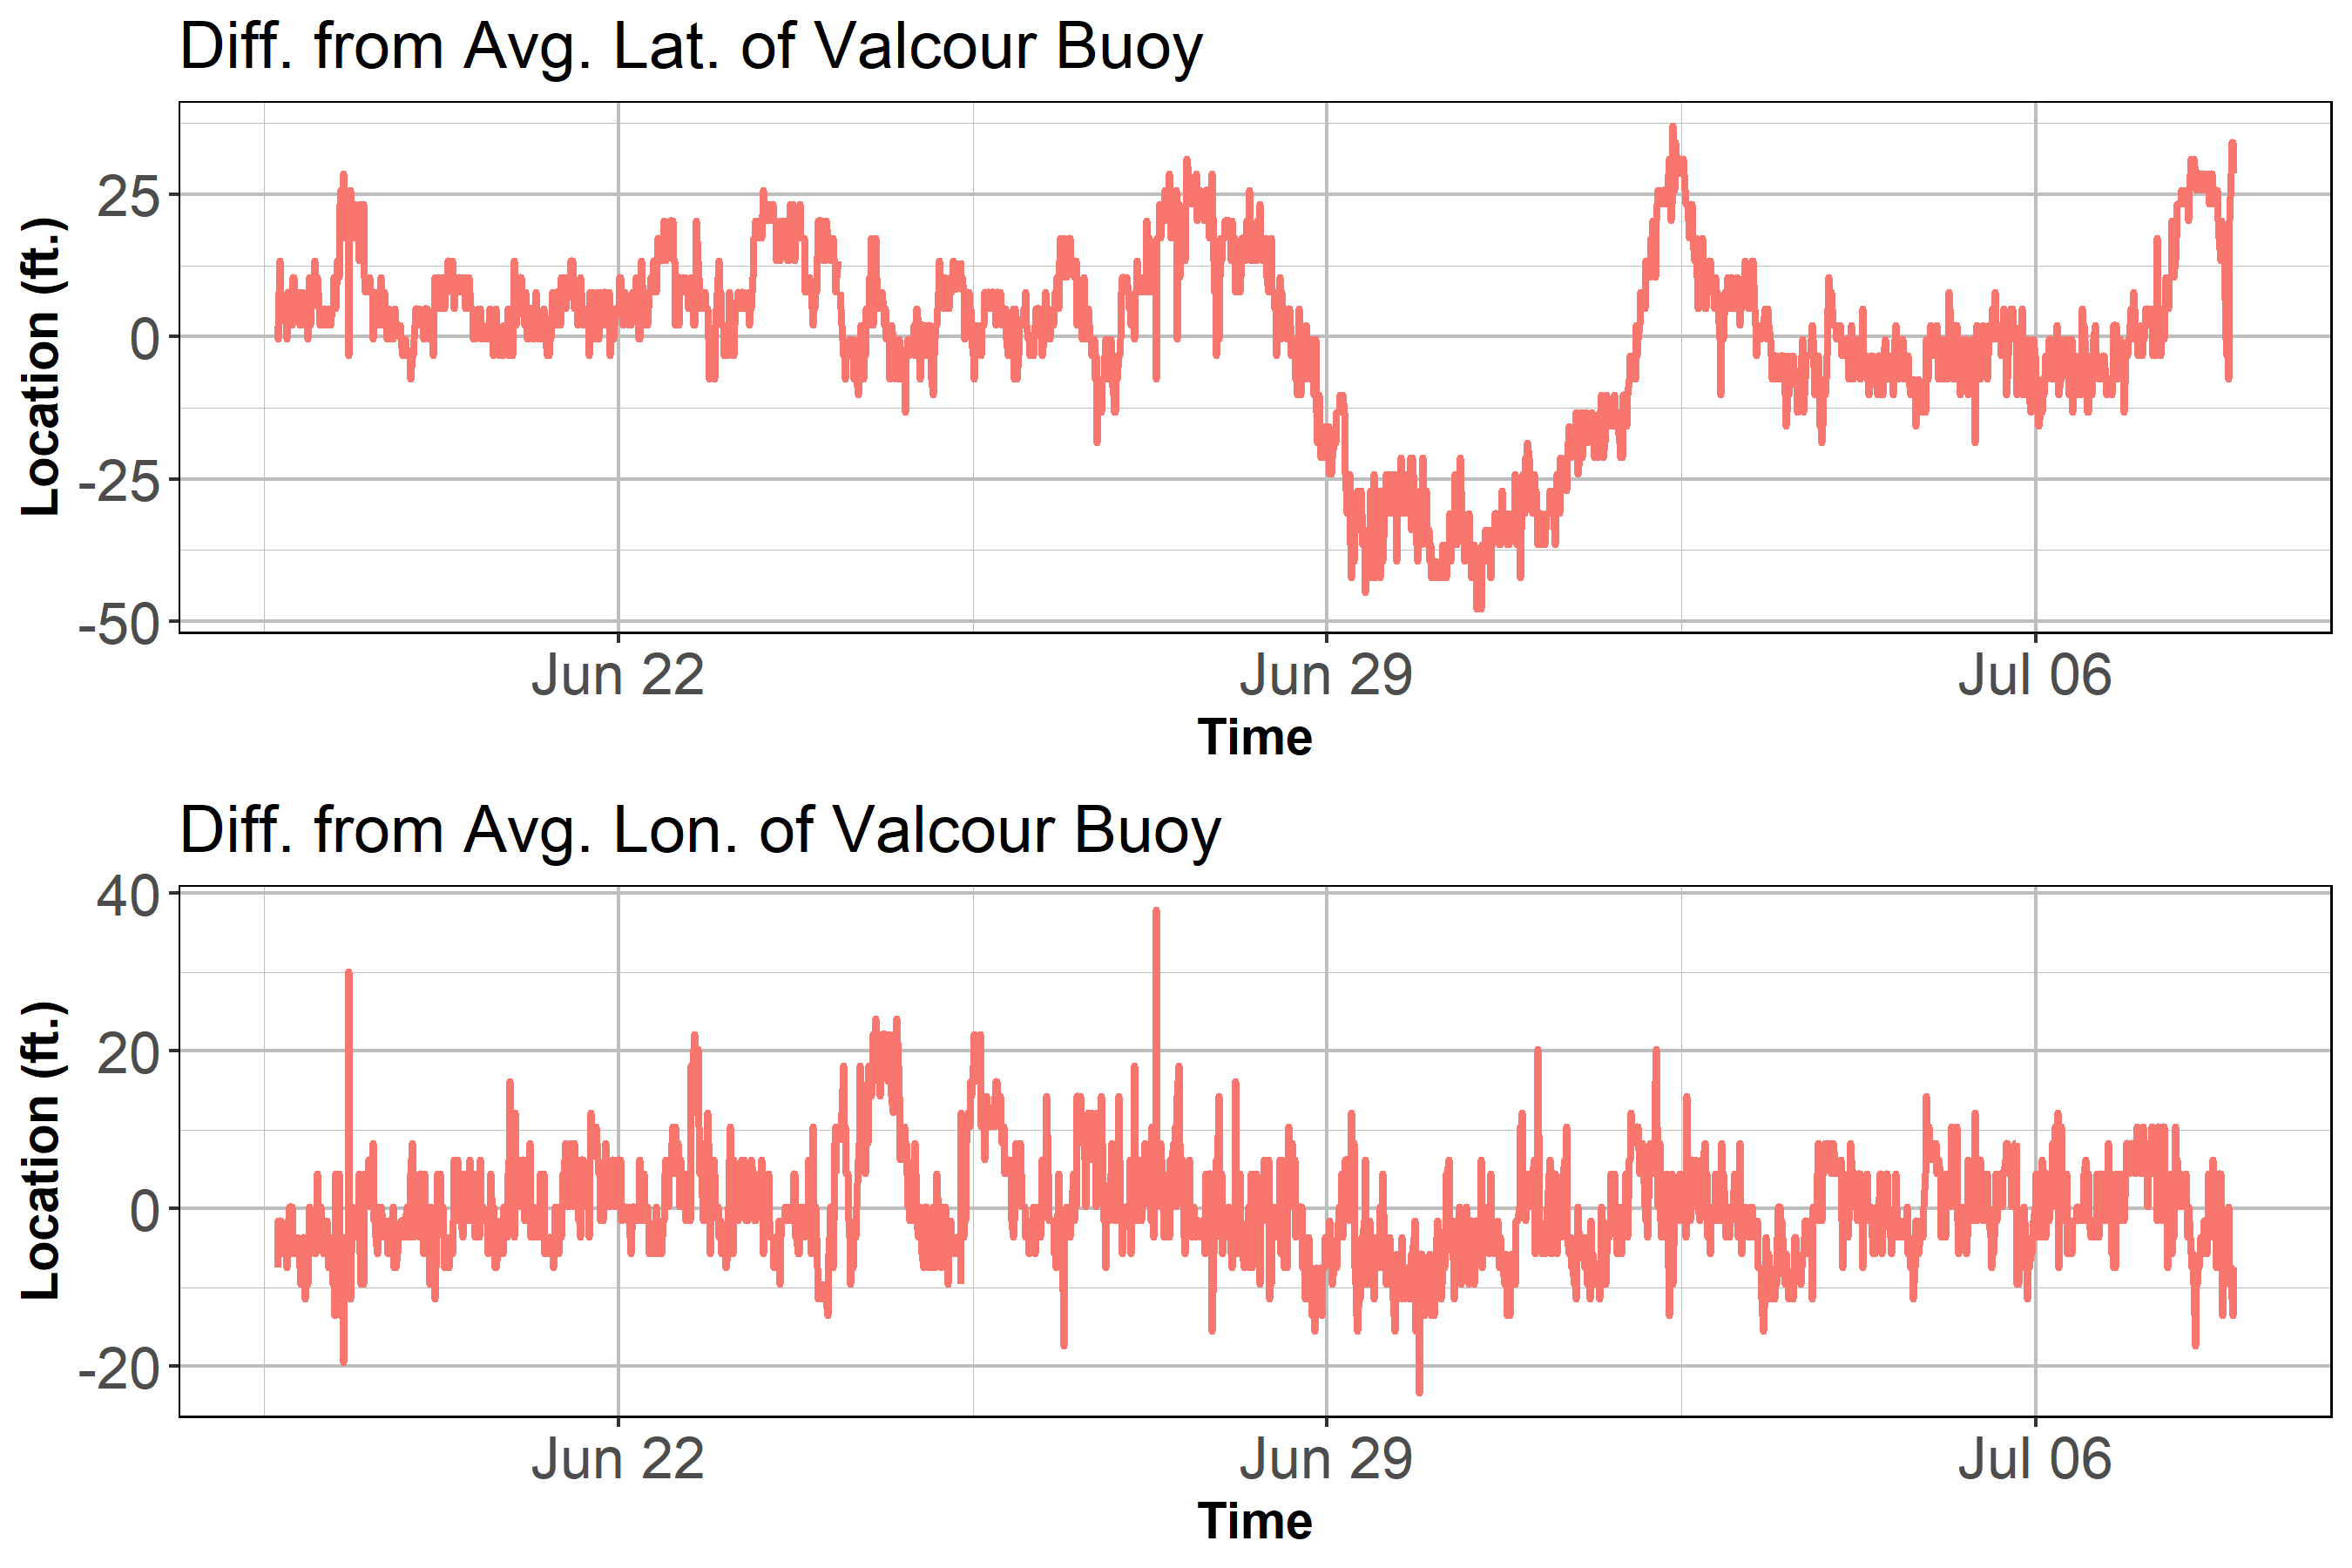 Diff. from Avg. Lat. of Valcour Buoy
Location (ft.)
25
0
-25
-50
Jun 22
Jun 29
Jul 06
Time
Diff. from Avg. Lon. of Valcour Buoy
Location (ft.)
40
20
0
-20
Jun 22
Jun 29
Jul 06
Time